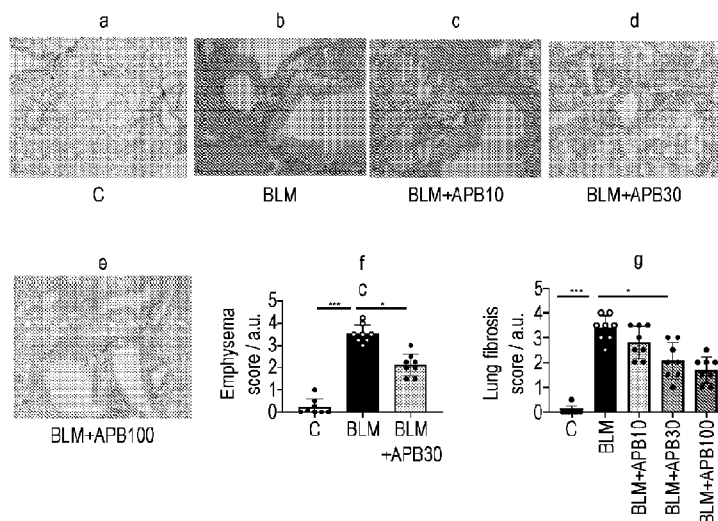 a
b
c
d
C
BLM
BLM+APB10
BLM+APB30
e
BLM+APB100
f
C
Emphysema
score / a.u.
5
4
3
2
1
0
***
*
C
BLM
BLM
+APB30
g
Lung fibrosis
score / a.u.
5
4
3
2
1
0
***
*
C
BLM
BLM+APB10
BLM+APB30
BLM+APB100